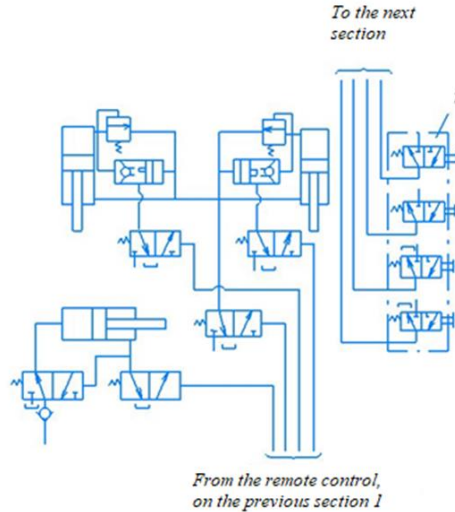 To the next
section
From the remote control,
on the previous section 1